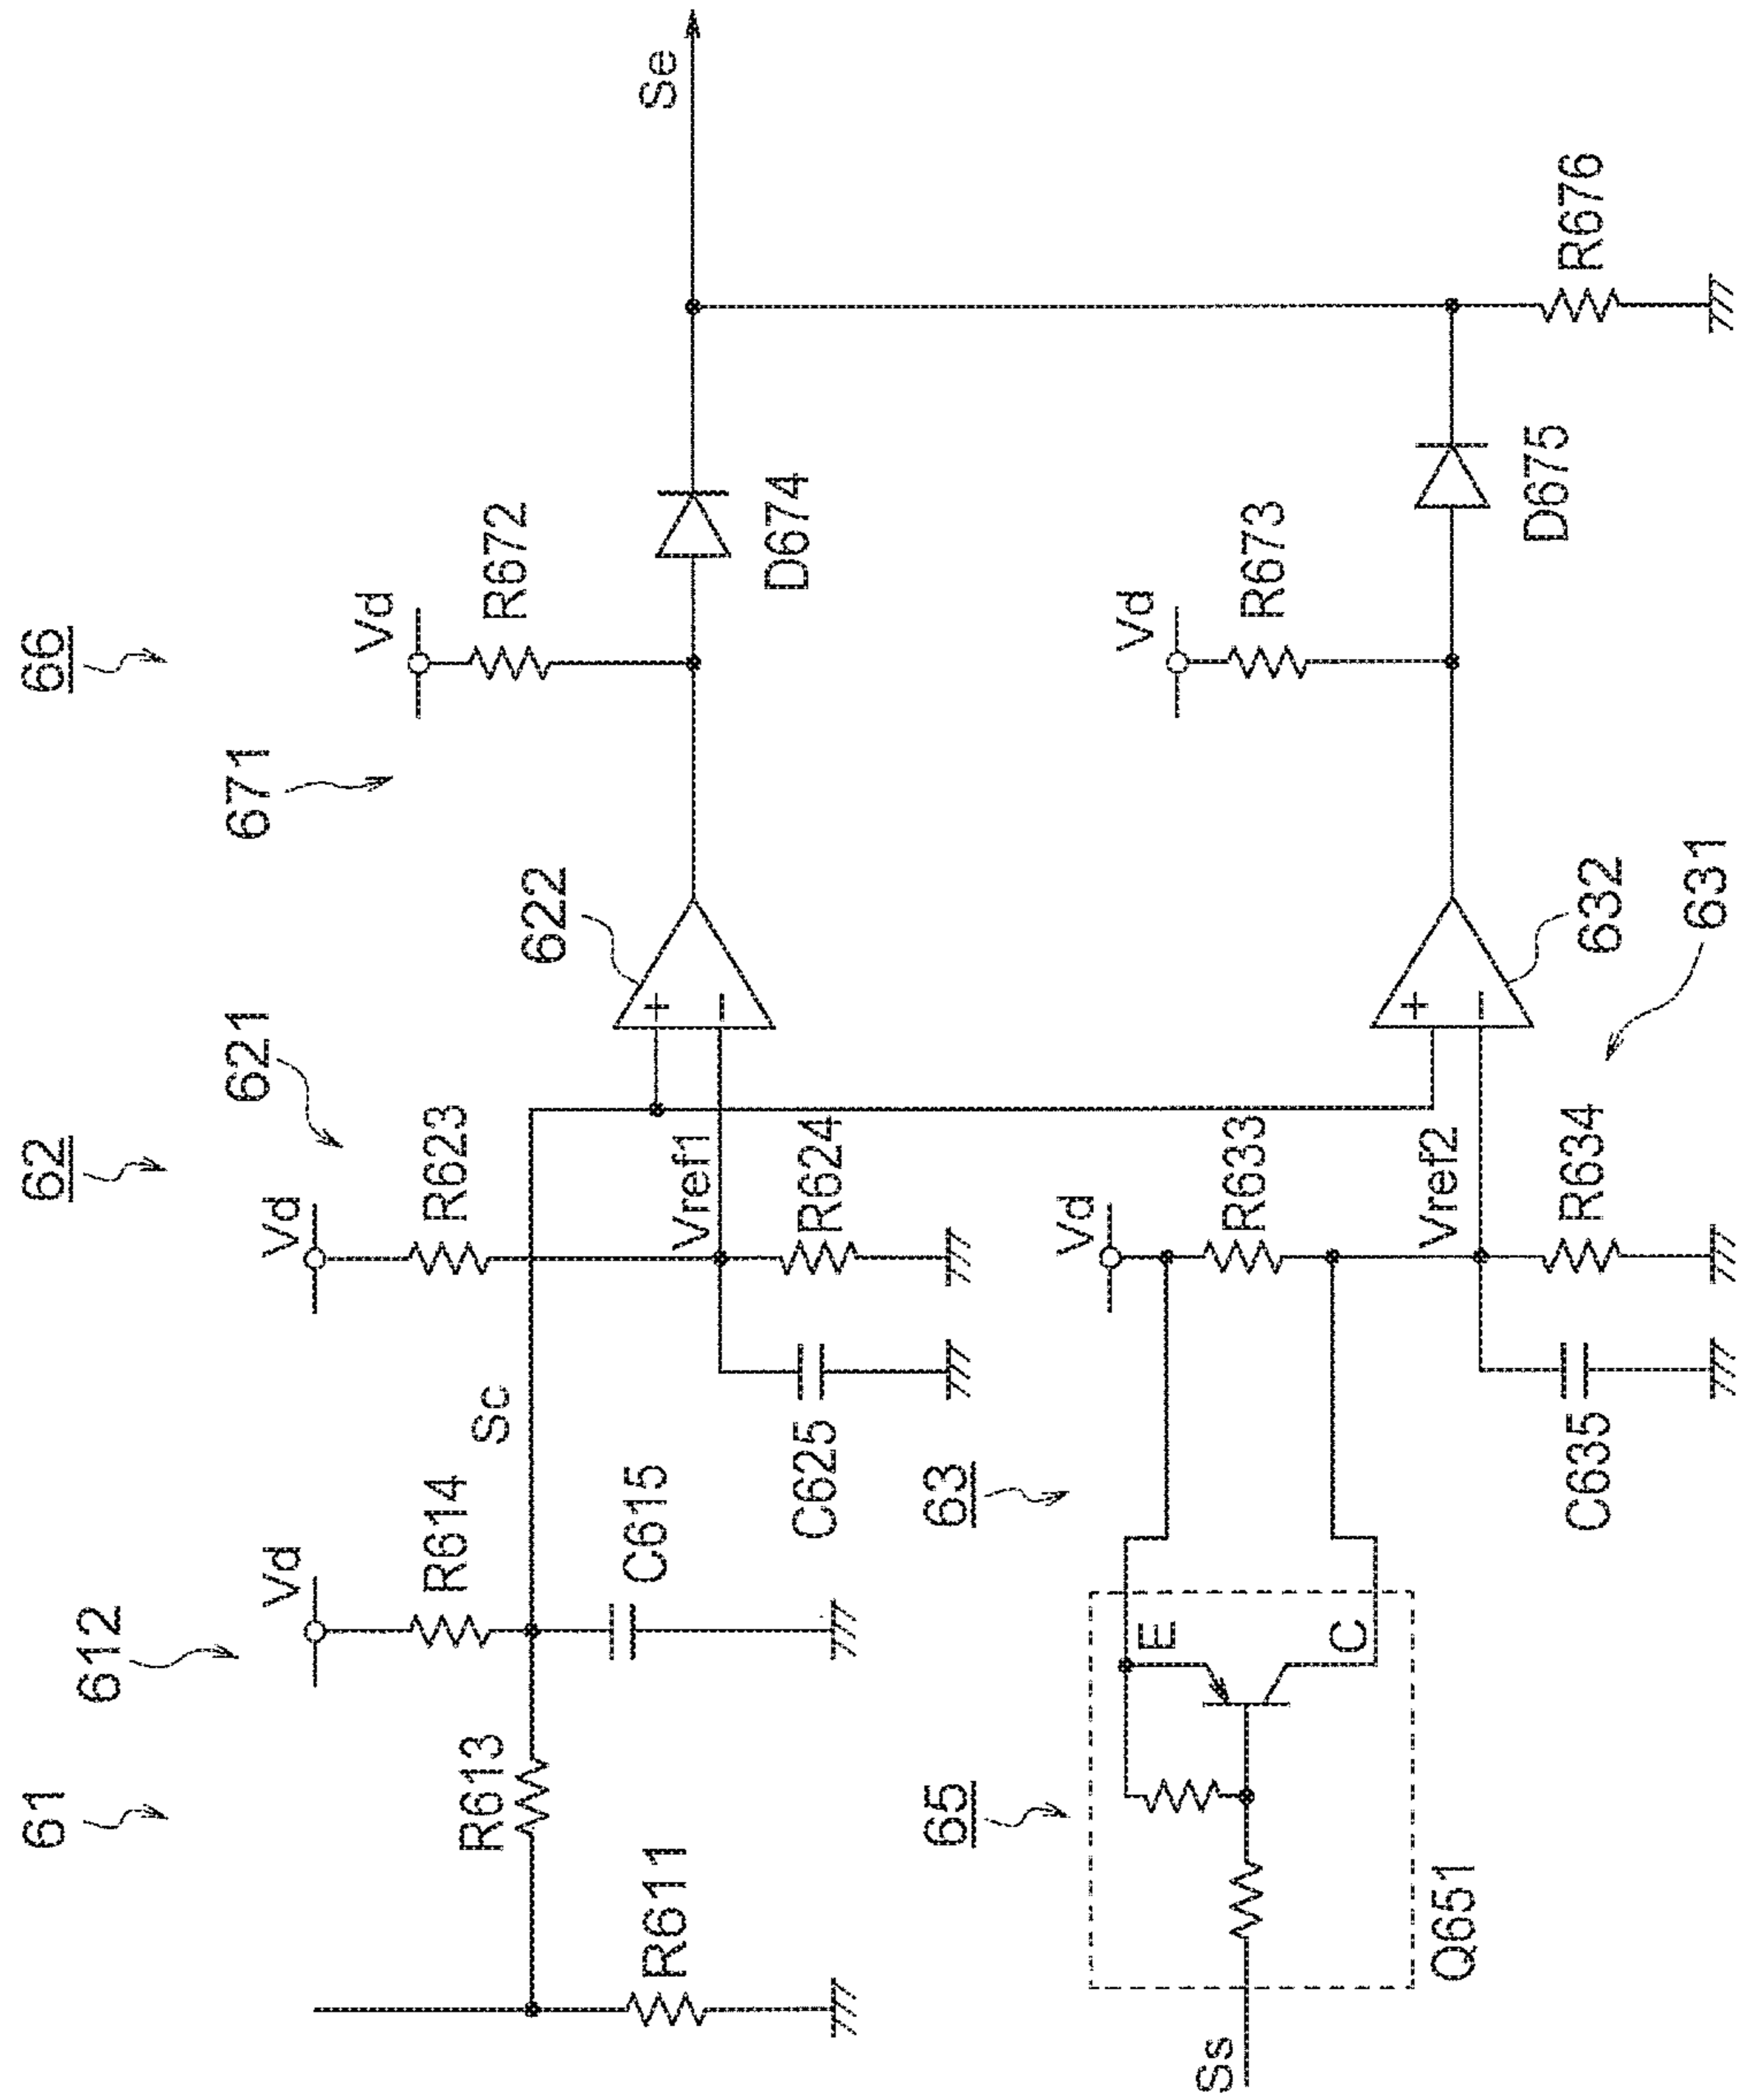 61
612
62
621
66
671
Vd
R614
R613
Sc
C615
R611
Vd
R623
Vref1
R624
C625
622
Vd
R672
D674
Se
65
63
Ss
E
C
Q651
Vd
R633
Vref2
R634
C635
632
631
Vd
R673
D675
R676
+
−
+
−